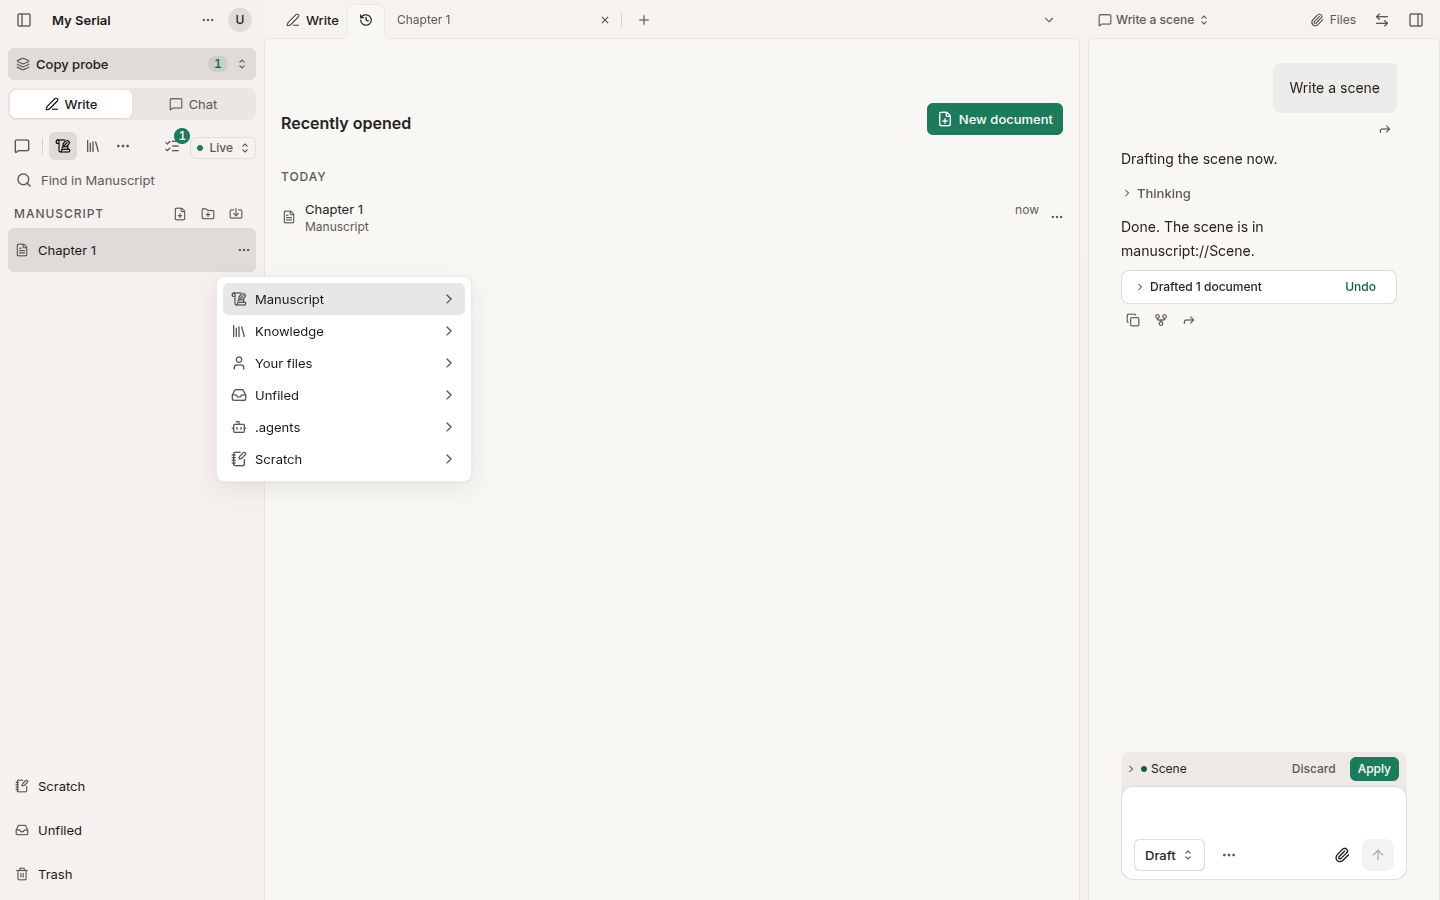 My Serial
U
Copy probe
1
Write
Chat
1
Live
Find in Manuscript
MANUSCRIPT
Chapter 1
Scratch
Unfiled
Trash
Write
Chapter 1
Recently opened
New document
TODAY
Chapter 1
now
Manuscript
Manuscript
Knowledge
Your files
Unfiled
.agents
Scratch
Write a scene
Files
Write a scene
Drafting the scene now.
Thinking
Done. The scene is in
manuscript://Scene.
Drafted 1 document
Undo
Scene
Discard
Apply
Draft